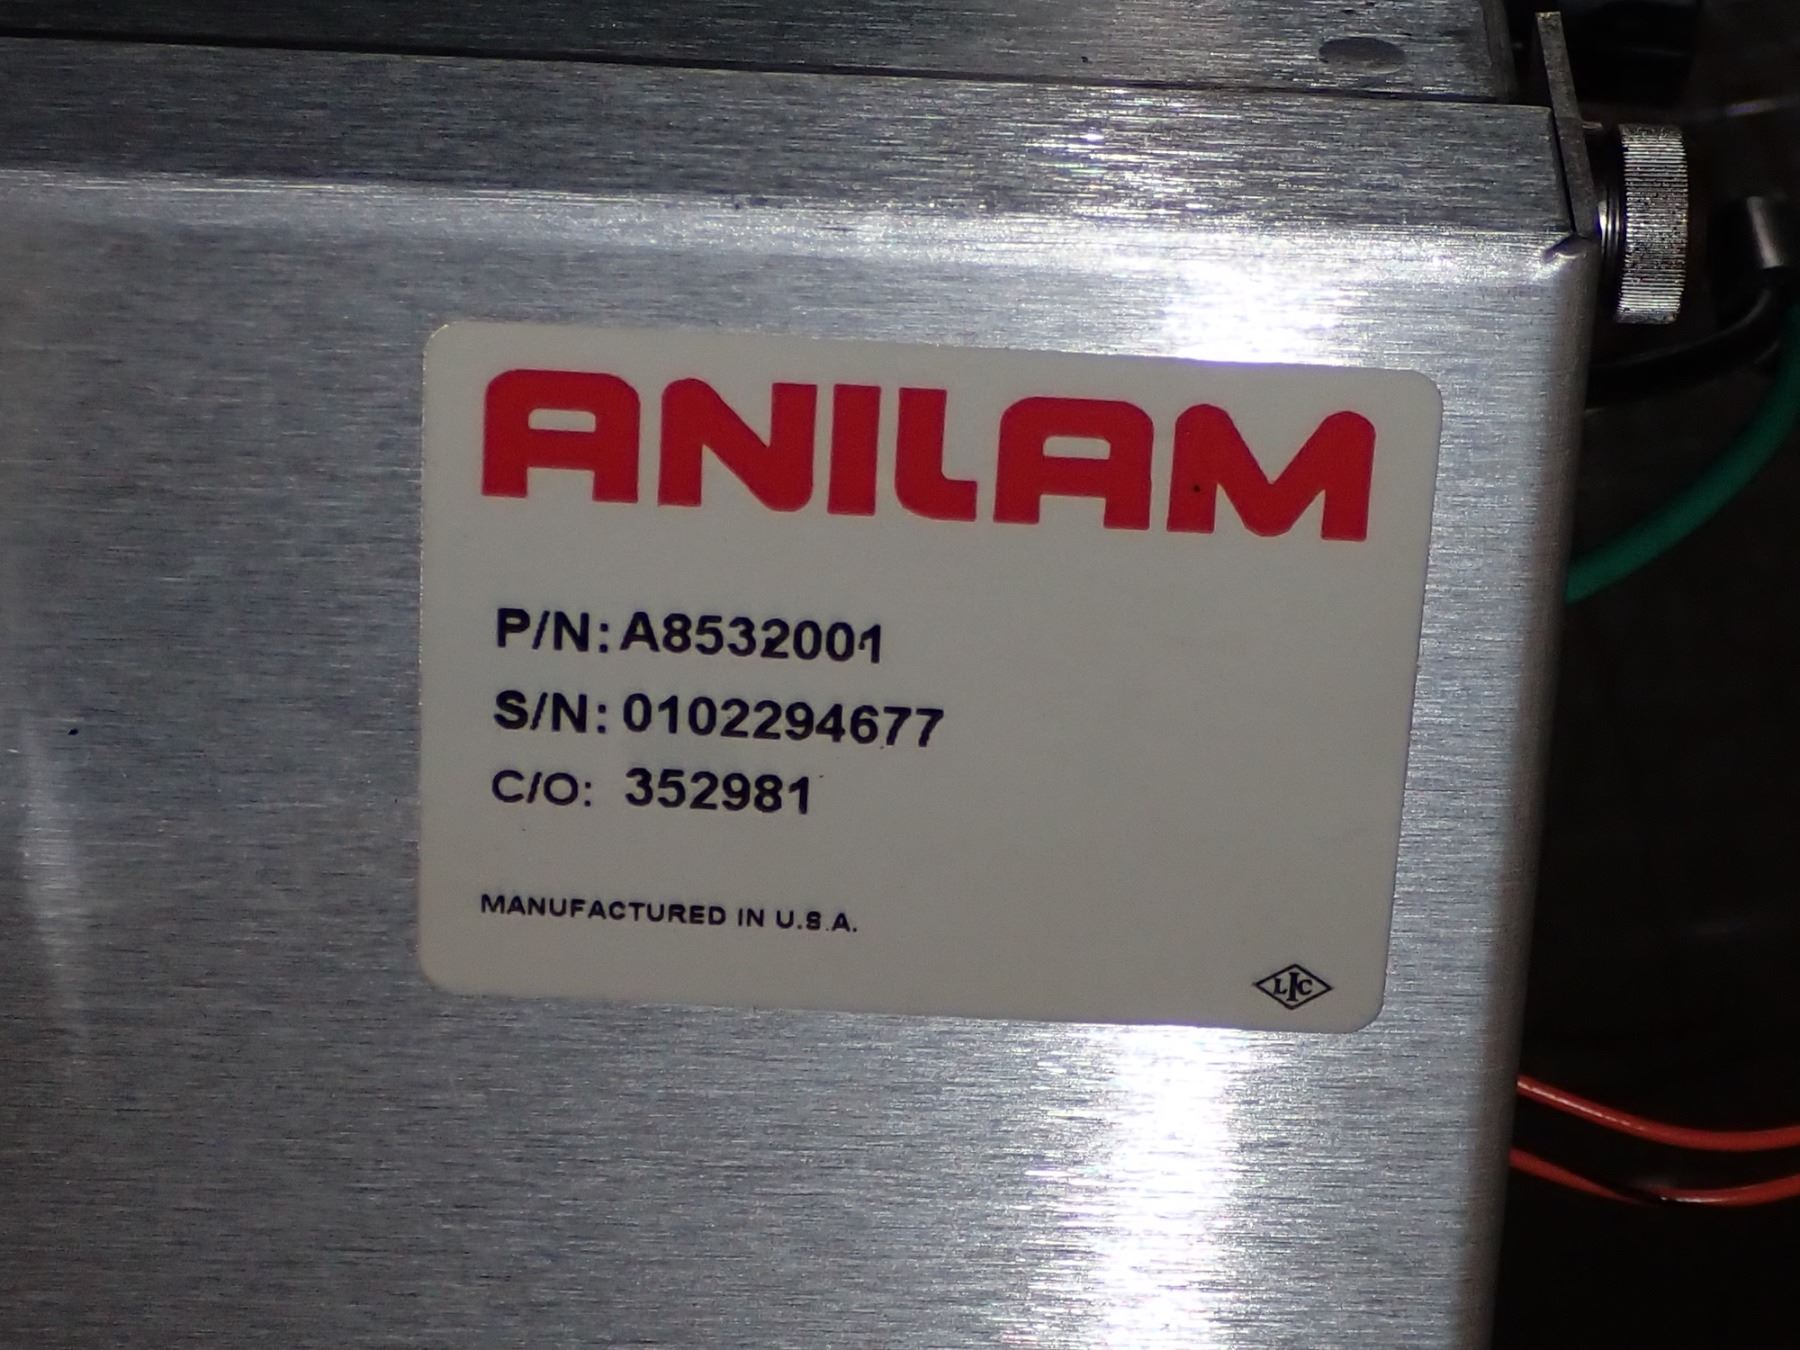 ANILAM
P/N: A8532001
S/N: 0102294677
C/O: 352981
MANUFACTURED IN U.S.A.
LIC